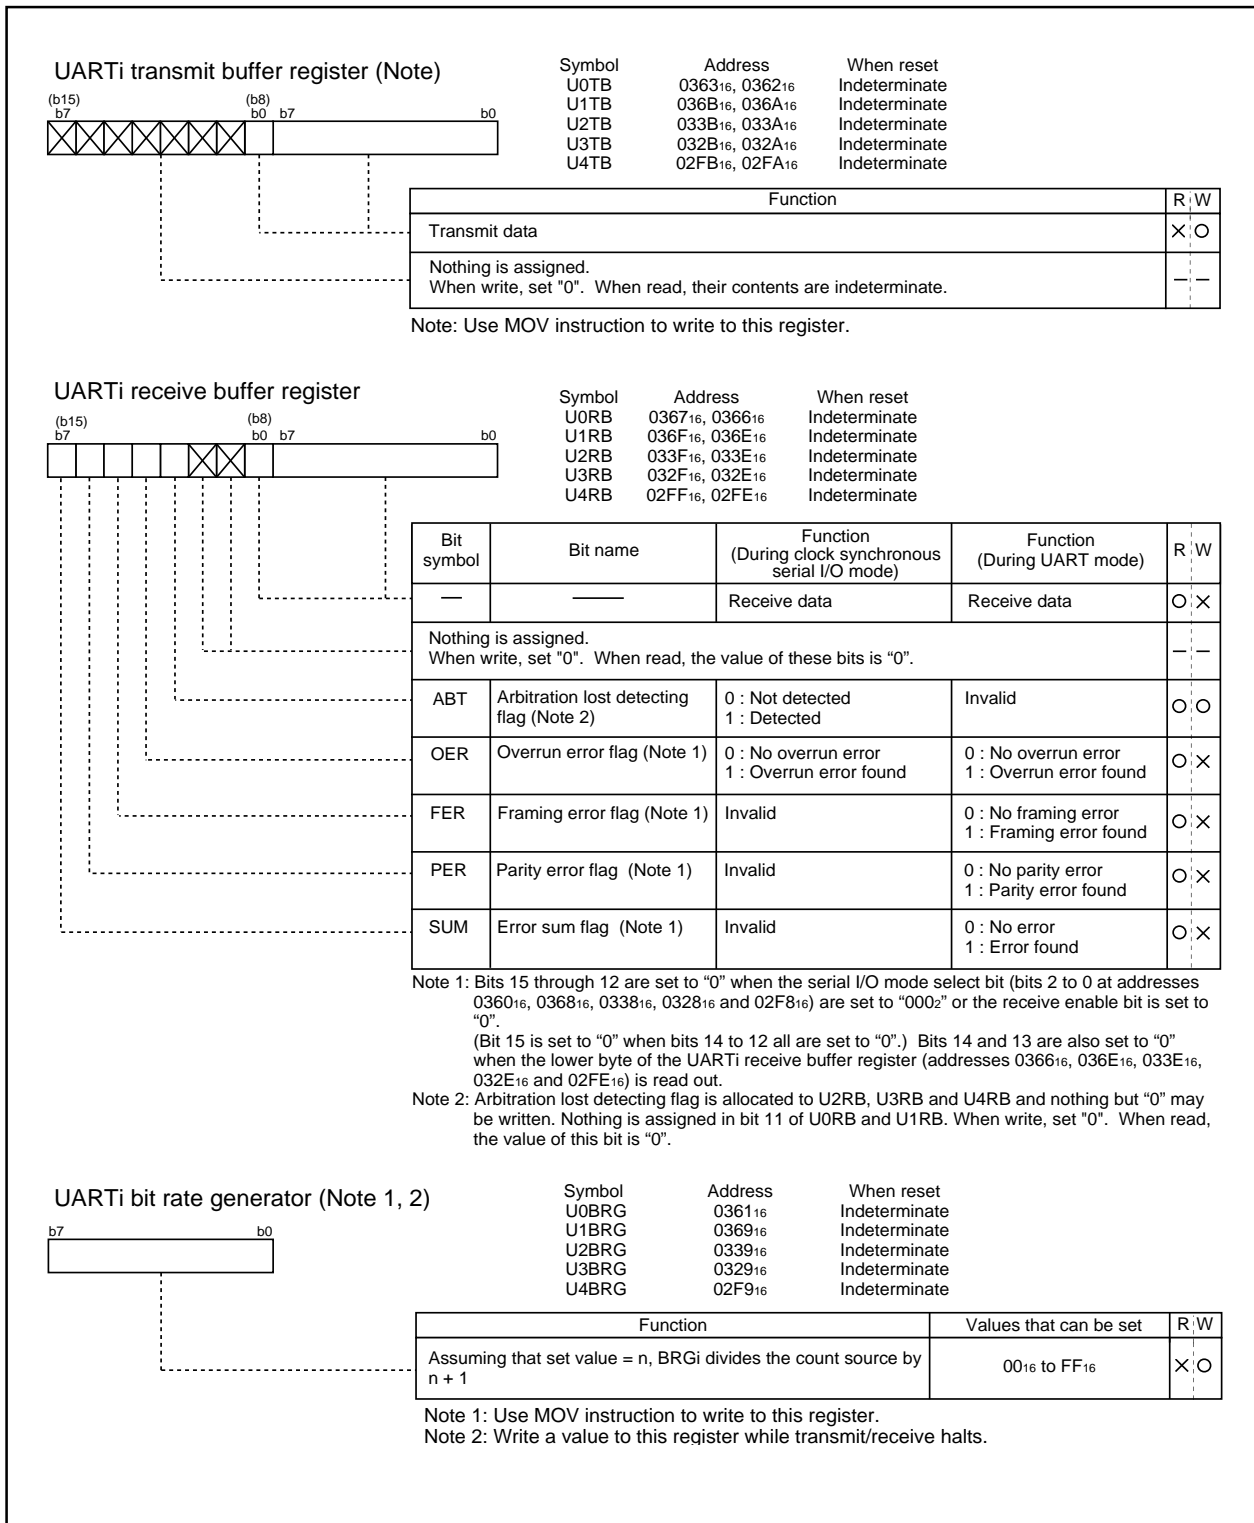 UARTi transmit buffer register (Note)
Symbol Address When reset
U0TB 0363₁₆, 0362₁₆ Indeterminate
U1TB 036B₁₆, 036A₁₆ Indeterminate
U2TB 033B₁₆, 033A₁₆ Indeterminate
U3TB 032B₁₆, 032A₁₆ Indeterminate
U4TB 02FB₁₆, 02FA₁₆ Indeterminate
(b15) (b8)
b7 b0 b7 b0
Function R W
Transmit data X O
Nothing is assigned.
When write, set "0". When read, their contents are indeterminate. – –
Note: Use MOV instruction to write to this register.
UARTi receive buffer register
Symbol Address When reset
U0RB 0367₁₆, 0366₁₆ Indeterminate
U1RB 036F₁₆, 036E₁₆ Indeterminate
U2RB 033F₁₆, 033E₁₆ Indeterminate
U3RB 032F₁₆, 032E₁₆ Indeterminate
U4RB 02FF₁₆, 02FE₁₆ Indeterminate
(b15) (b8)
b7 b0 b7 b0
Bit symbol Bit name Function (During clock synchronous serial I/O mode) Function (During UART mode) R W
— — Receive data Receive data O X
Nothing is assigned.
When write, set "0". When read, the value of these bits is “0”. – –
ABT Arbitration lost detecting flag (Note 2) 0 : Not detected 1 : Detected Invalid O O
OER Overrun error flag (Note 1) 0 : No overrun error 1 : Overrun error found 0 : No overrun error 1 : Overrun error found O X
FER Framing error flag (Note 1) Invalid 0 : No framing error 1 : Framing error found O X
PER Parity error flag (Note 1) Invalid 0 : No parity error 1 : Parity error found O X
SUM Error sum flag (Note 1) Invalid 0 : No error 1 : Error found O X
Note 1: Bits 15 through 12 are set to “0” when the serial I/O mode select bit (bits 2 to 0 at addresses
0360₁₆, 0368₁₆, 0338₁₆, 0328₁₆ and 02F8₁₆) are set to “000₂” or the receive enable bit is set to
“0”.
(Bit 15 is set to “0” when bits 14 to 12 all are set to “0”.) Bits 14 and 13 are also set to “0”
when the lower byte of the UARTi receive buffer register (addresses 0366₁₆, 036E₁₆, 033E₁₆,
032E₁₆ and 02FE₁₆) is read out.
Note 2: Arbitration lost detecting flag is allocated to U2RB, U3RB and U4RB and nothing but “0” may
be written. Nothing is assigned in bit 11 of U0RB and U1RB. When write, set "0". When read,
the value of this bit is “0”.
UARTi bit rate generator (Note 1, 2)
Symbol Address When reset
U0BRG 0361₁₆ Indeterminate
U1BRG 0369₁₆ Indeterminate
U2BRG 0339₁₆ Indeterminate
U3BRG 0329₁₆ Indeterminate
U4BRG 02F9₁₆ Indeterminate
b7 b0
Function Values that can be set R W
Assuming that set value = n, BRGi divides the count source by
n + 1 00₁₆ to FF₁₆ X O
Note 1: Use MOV instruction to write to this register.
Note 2: Write a value to this register while transmit/receive halts.